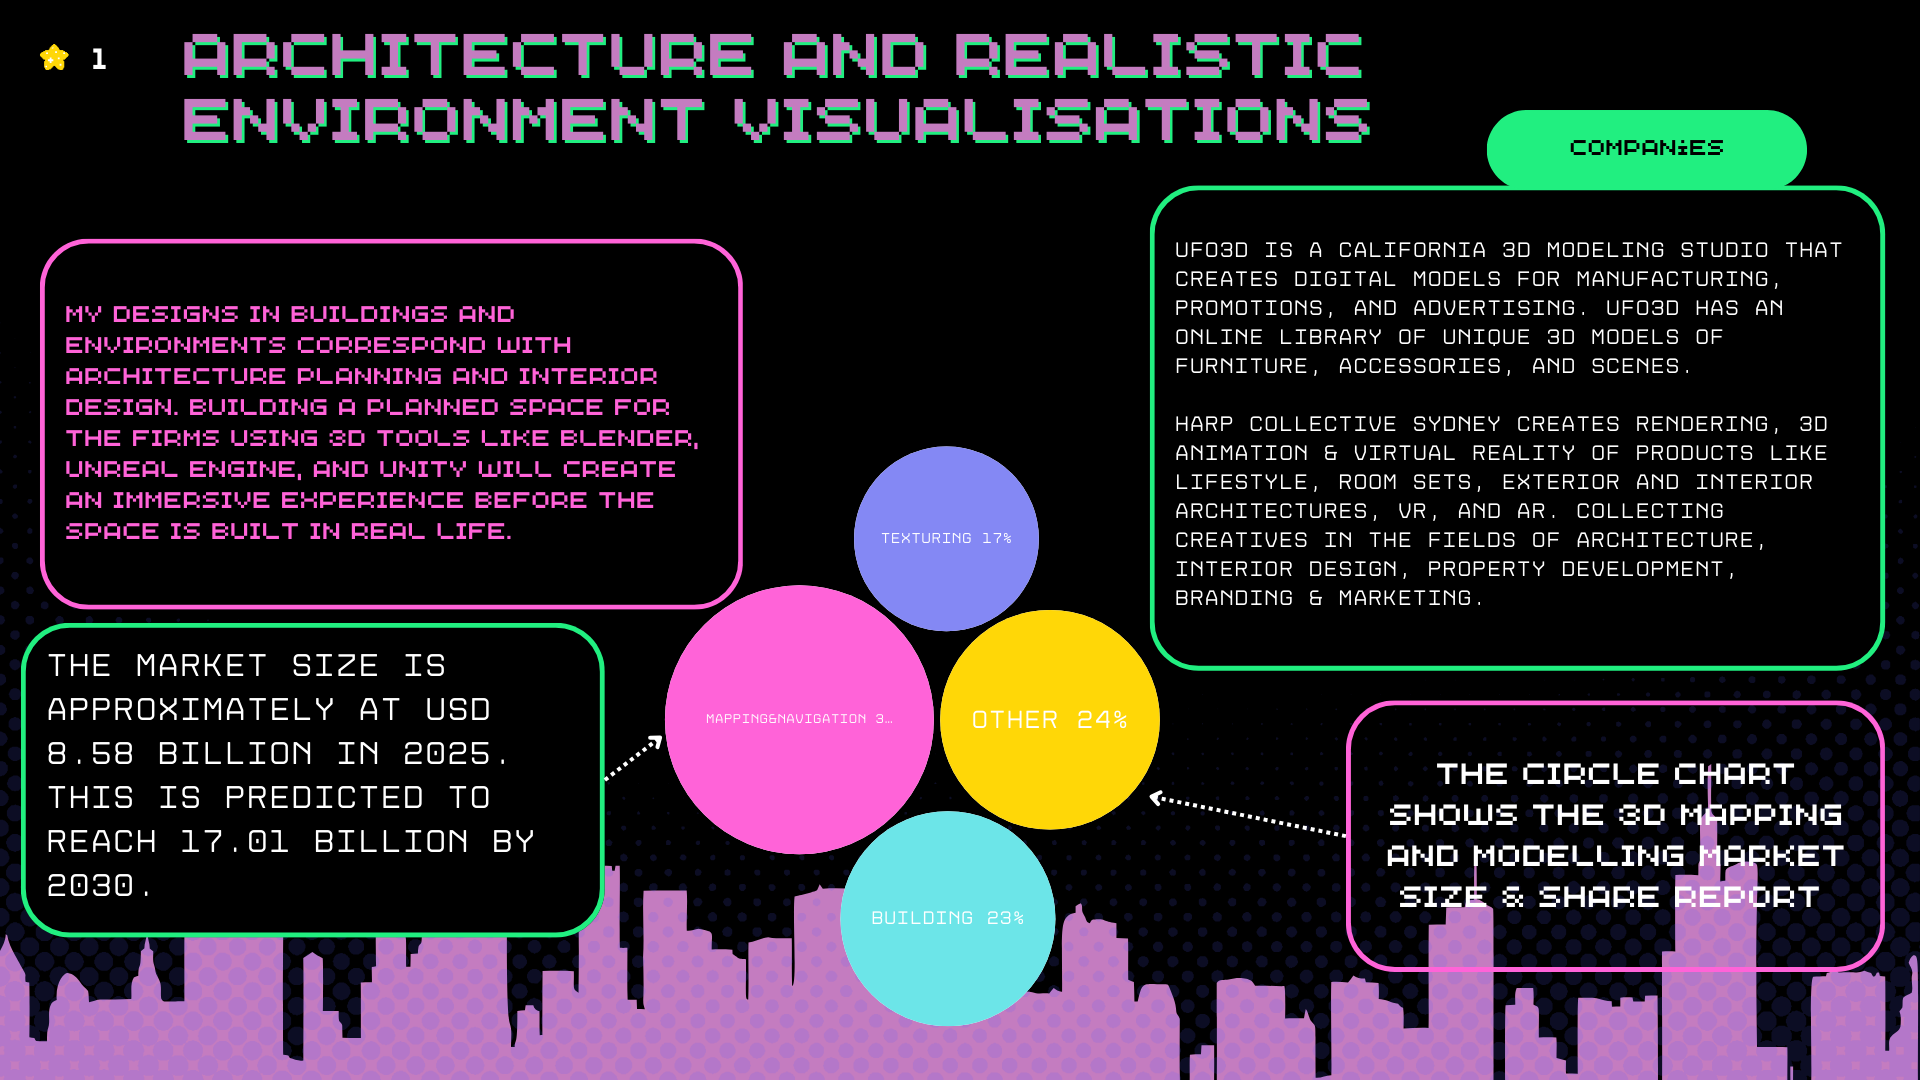 1
ARCHITECTURE AND REALISTIC
ENVIRONMENT VISUALISATIONS
COMPANiES
MY DESIGNS IN BUILDINGS AND
ENVIRONMENTS CORRESPOND WITH
ARCHITECTURE PLANNING AND INTERIOR
DESIGN. BUILDING A PLANNED SPACE FOR
THE FIRMS USING 3D TOOLS LIKE BLENDER,
UNREAL ENGINE, AND UNITY WILL CREATE
AN IMMERSIVE EXPERIENCE BEFORE THE
SPACE IS BUILT IN REAL LIFE.
UFO3D IS A CALIFORNIA 3D MODELING STUDIO THAT
CREATES DIGITAL MODELS FOR MANUFACTURING,
PROMOTIONS, AND ADVERTISING. UFO3D HAS AN
ONLINE LIBRARY OF UNIQUE 3D MODELS OF
FURNITURE, ACCESSORIES, AND SCENES.
HARP COLLECTIVE SYDNEY CREATES RENDERING, 3D
ANIMATION & VIRTUAL REALITY OF PRODUCTS LIKE
LIFESTYLE, ROOM SETS, EXTERIOR AND INTERIOR
ARCHITECTURES, VR, AND AR. COLLECTING
CREATIVES IN THE FIELDS OF ARCHITECTURE,
INTERIOR DESIGN, PROPERTY DEVELOPMENT,
BRANDING & MARKETING.
THE MARKET SIZE IS
APPROXIMATELY AT USD
8.58 BILLION IN 2025.
THIS IS PREDICTED TO
REACH 17.01 BILLION BY
2030.
TEXTURING 17%
MAPPING&NAVIGATION 3…
OTHER 24%
BUILDING 23%
THE CIRCLE CHART
SHOWS THE 3D MAPPING
AND MODELLING MARKET
SIZE & SHARE REPORT